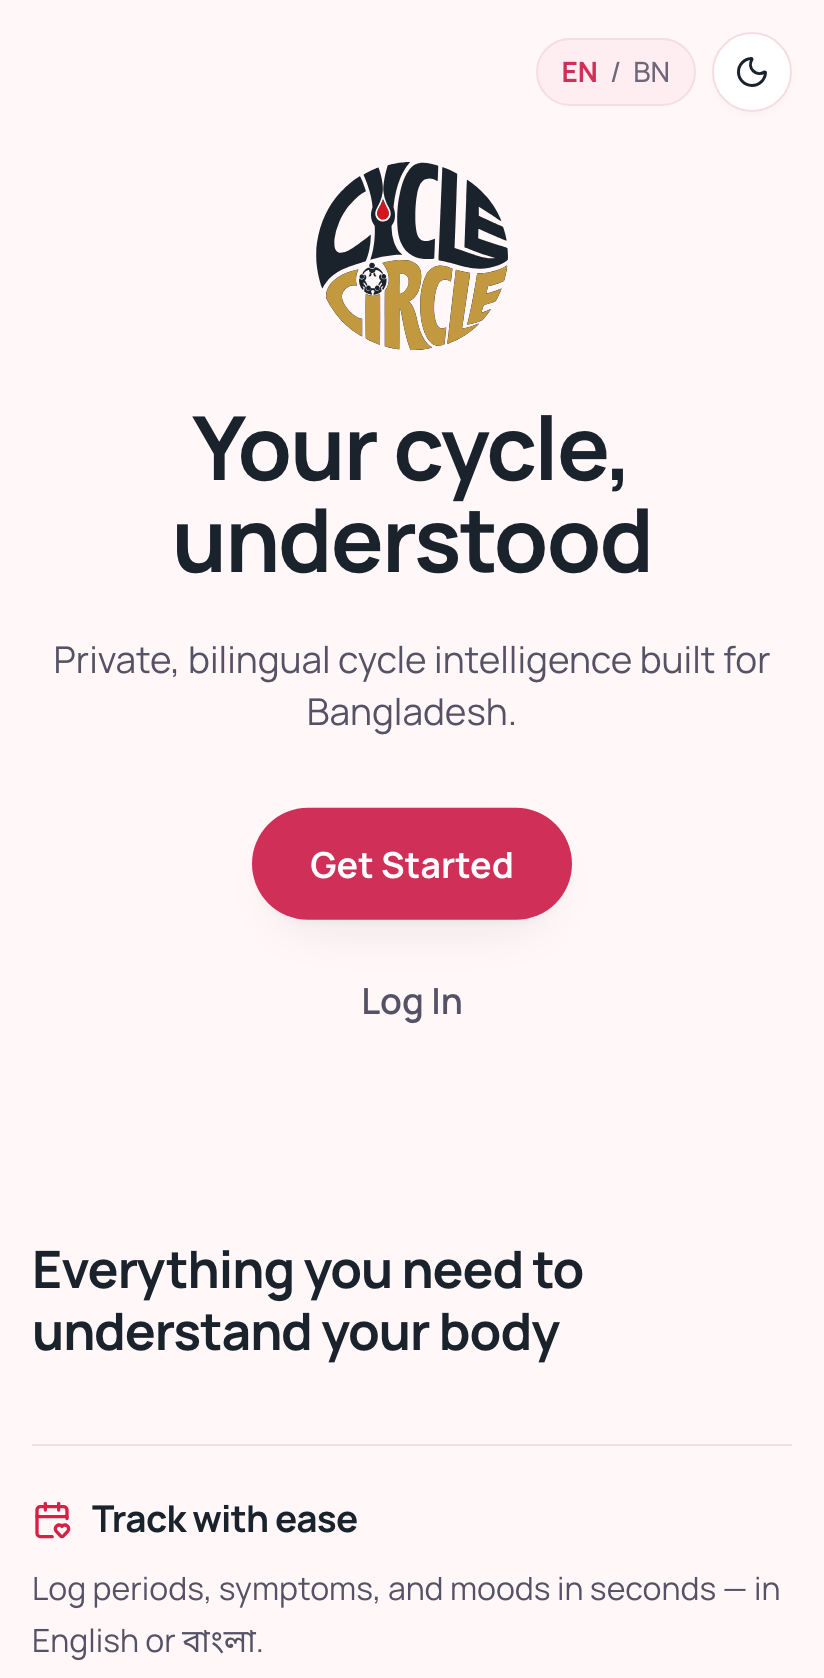 EN / BN
CYCLE
CIRCLE
Your cycle,
understood
Private, bilingual cycle intelligence built for
Bangladesh.
Get Started
Log In
Everything you need to
understand your body
Track with ease
Log periods, symptoms, and moods in seconds — in
English or বাংলা.